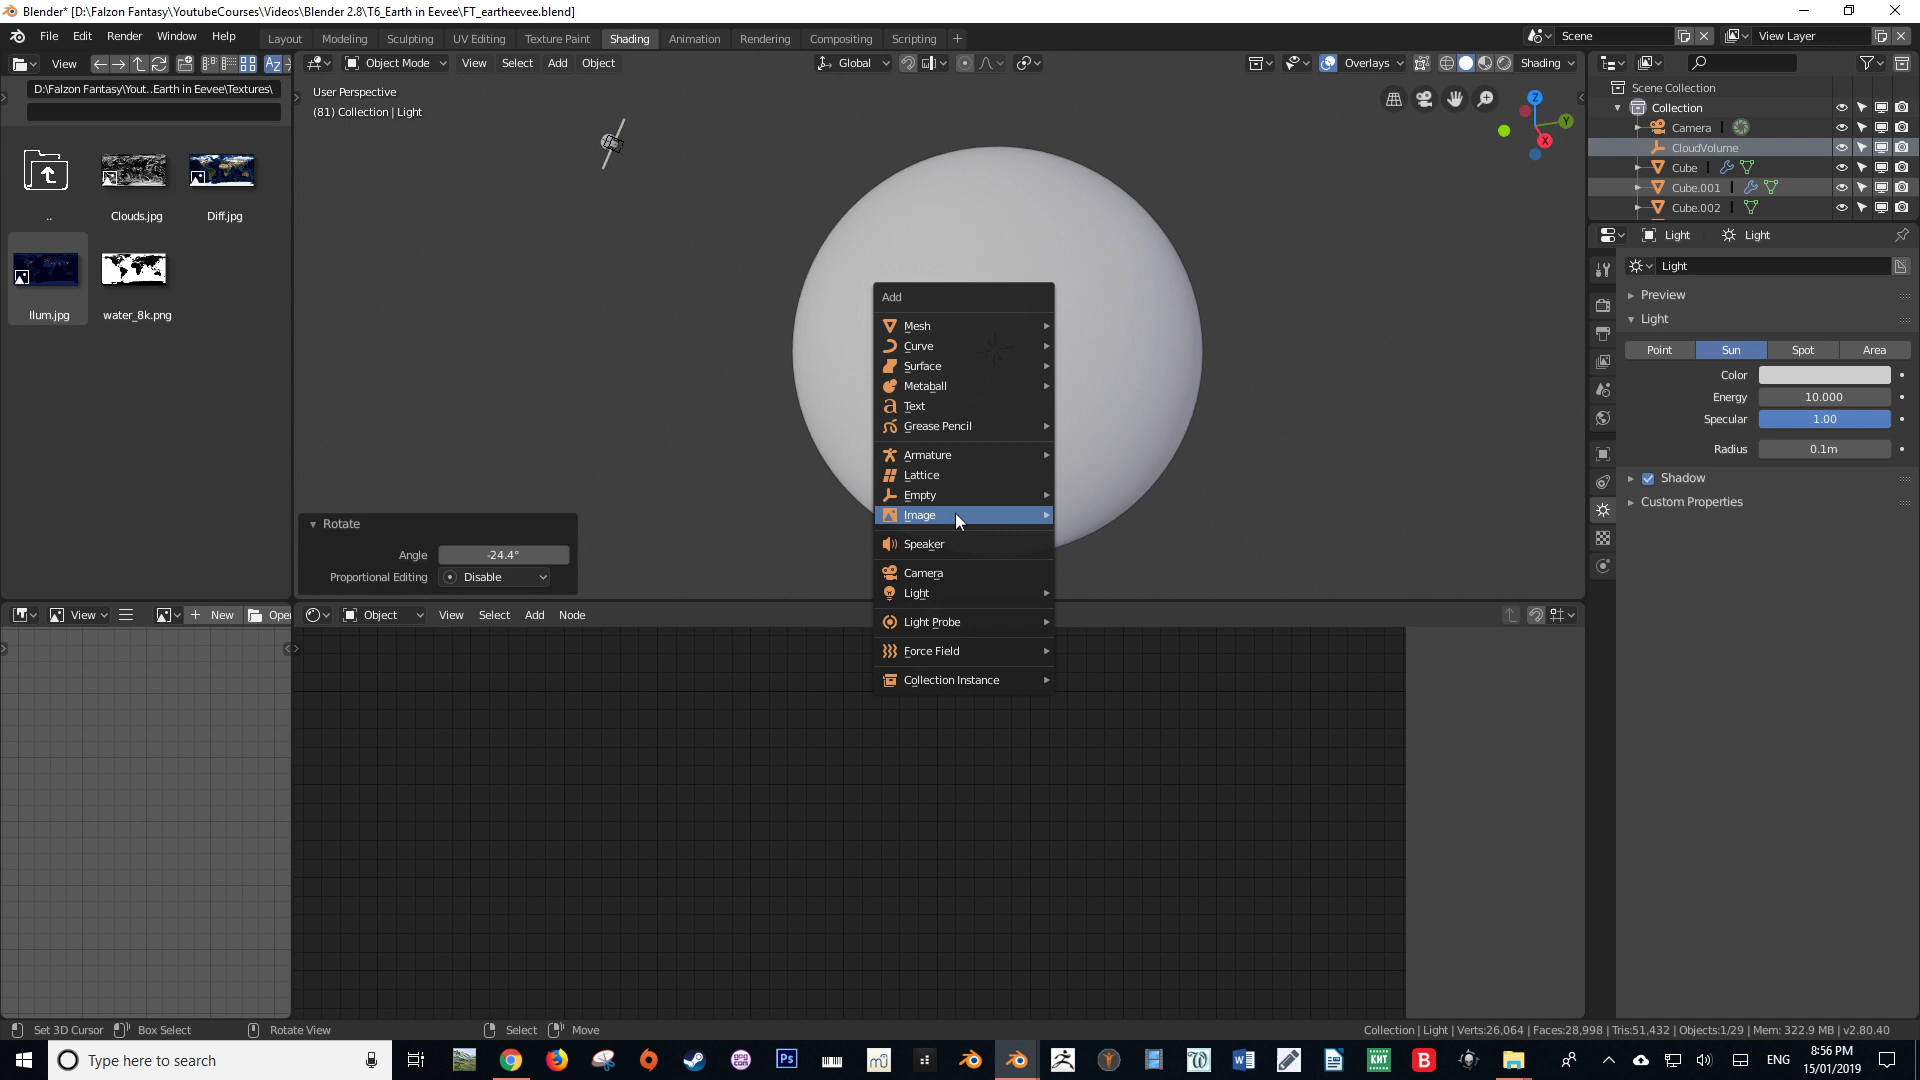 Blender* [D:\Falzon Fantasy\YoutubeCourses\Videos\Blender 2.8\T6_Earth in Eevee\FT_eartheevee.blend]
File Edit Render Window Help
Layout Modeling Sculpting UV Editing Texture Paint Shading Animation Rendering Compositing Scripting +
Scene
View Layer
View
Object Mode View Select Add Object
Global
Overlays
Shading
D:\Falzon Fantasy\Yout..Earth in Eevee\Textures\
User Perspective
(81) Collection | Light
..
Clouds.jpg
Diff.jpg
Ilum.jpg
water_8k.png
Scene Collection
Collection
Camera
CloudVolume
Cube
Cube.001
Cube.002
Light
Light
Light
Preview
Light
Point Sun Spot Area
Color
Energy 10.000
Specular 1.00
Radius 0.1m
Shadow
Custom Properties
Add
Mesh
Curve
Surface
Metaball
Text
Grease Pencil
Armature
Lattice
Empty
Image
Speaker
Camera
Light
Light Probe
Force Field
Collection Instance
Rotate
Angle -24.4°
Proportional Editing Disable
View
New
Open
Object View Select Add Node
Set 3D Cursor Box Select Rotate View Select Move
Collection | Light | Verts:26,064 | Faces:28,998 | Tris:51,432 | Objects:1/29 | Mem: 322.9 MB | v2.80.40
Type here to search
ENG
8:56 PM
15/01/2019